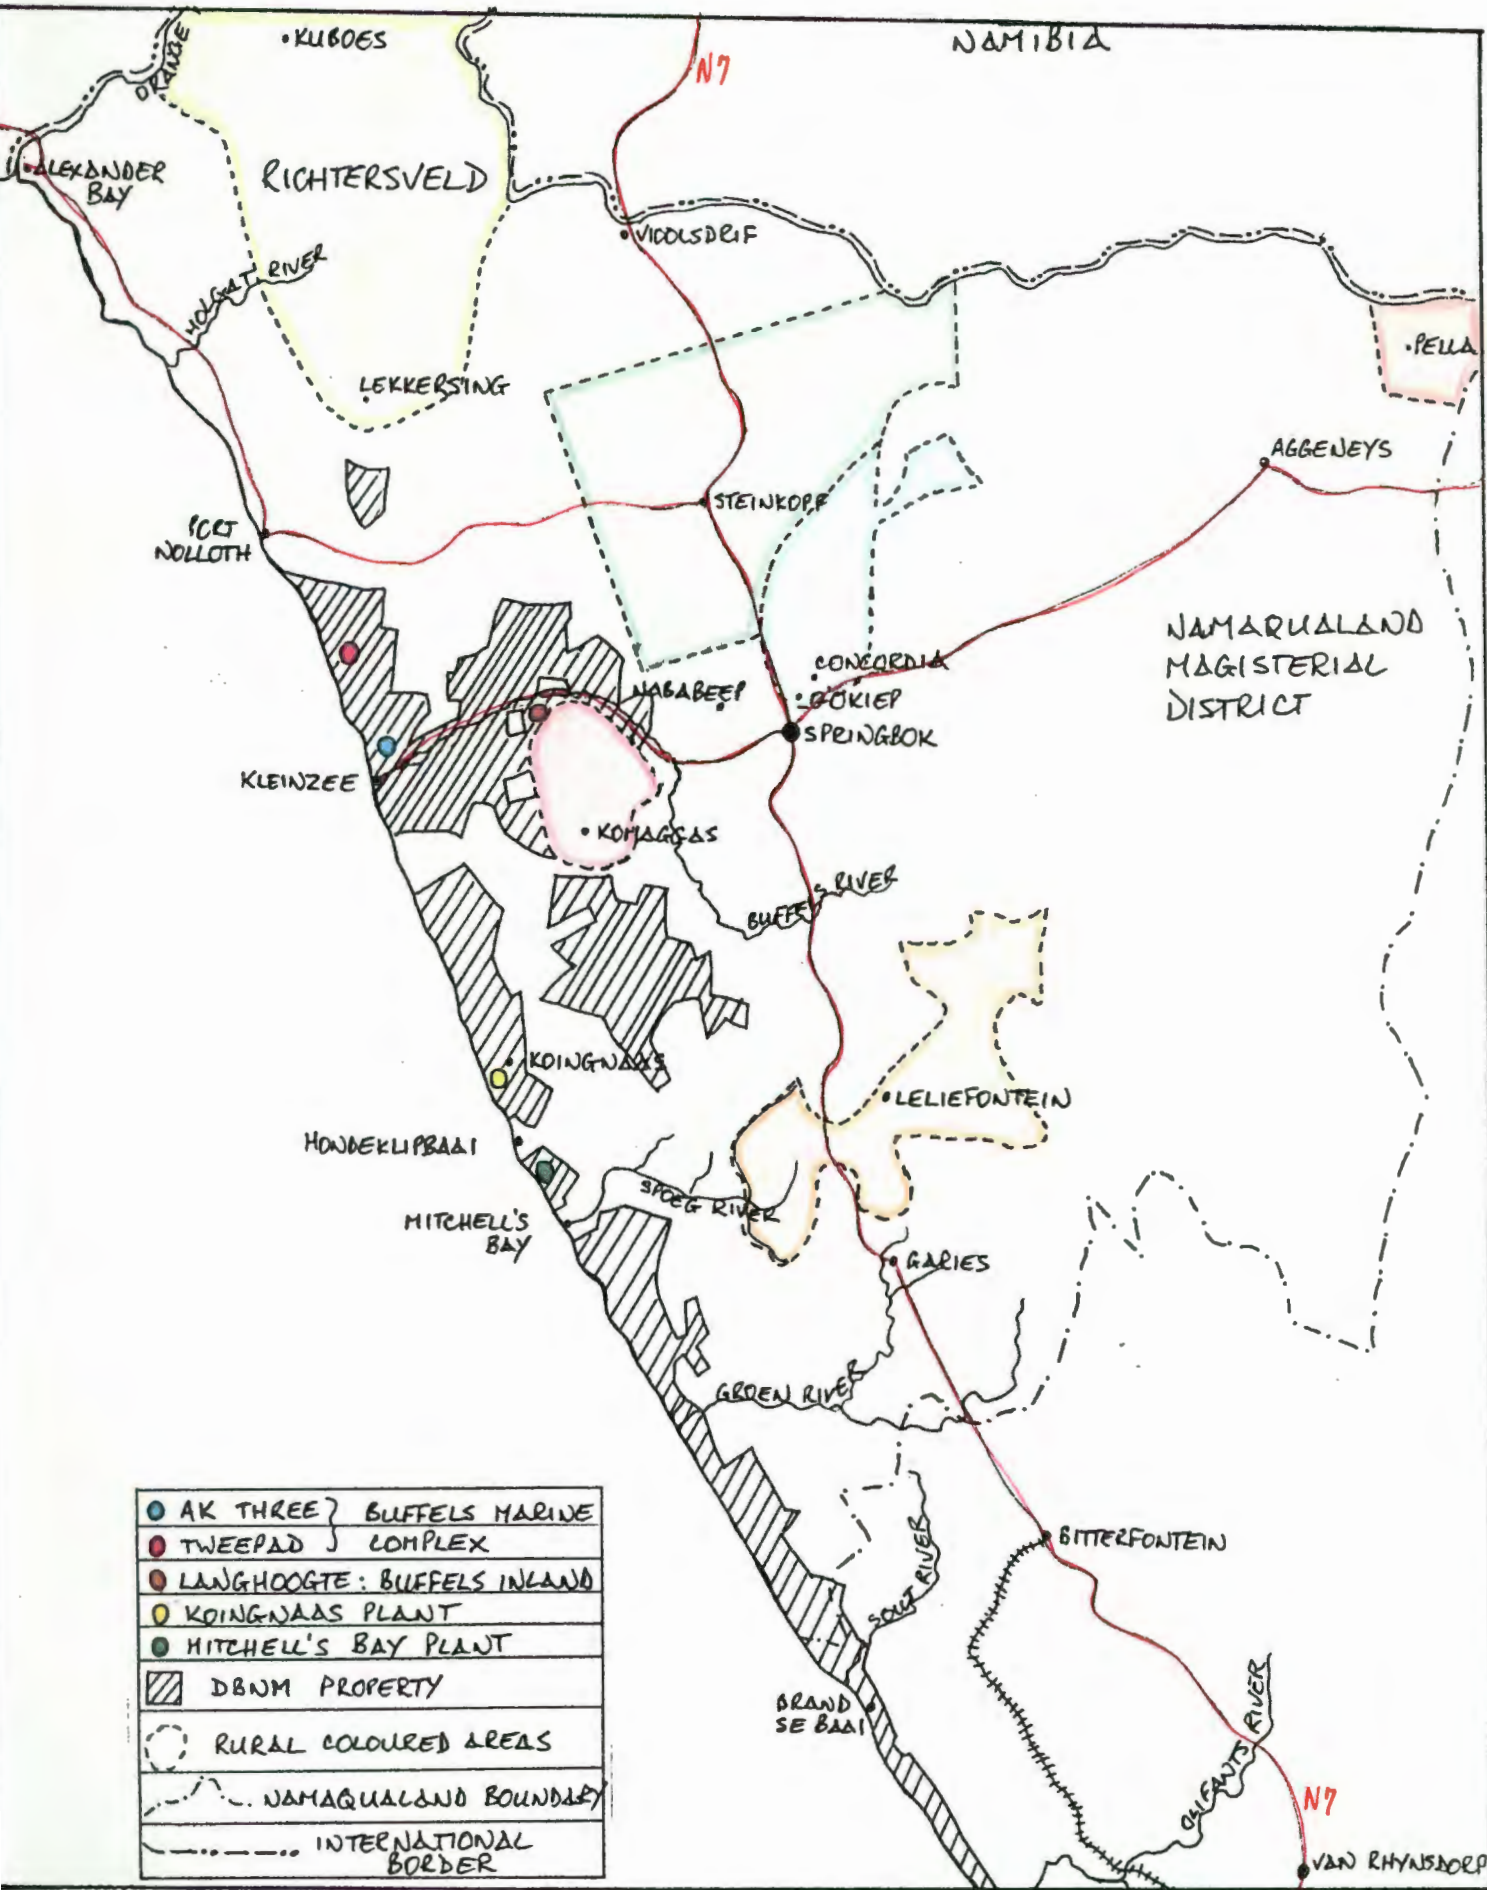 NAMIBIA
KUBOES
N7
ORANGE
ALEXANDER
BAY
RICHTERSVELD
VIOOLSDRIF
HOLGAT RIVER
PELLA
LEKKERSING
AGGENEYS
STEINKOPF
PORT
NOLLOTH
NAMAQUALAND
MAGISTERIAL
DISTRICT
CONCORDIA
NABABEEP
OOKIEP
SPRINGBOK
KLEINZEE
KOMAGGAS
BUFFELS RIVER
KOINGNAAS
LELIEFONTEIN
HONDEKLIPBAAI
SPOEG RIVER
MITCHELL'S
BAY
GARIES
GROEN RIVER
AK THREE } BUFFELS MARINE
TWEEPAD } COMPLEX
LANGHOOGTE : BUFFELS INLAND
KOINGNAAS PLANT
MITCHELL'S BAY PLANT
DBNM PROPERTY
RURAL COLOURED AREAS
NAMAQUALAND BOUNDARY
INTERNATIONAL
BORDER
BITTERFONTEIN
SOUT RIVER
BRAND
SE BAAI
OLIFANTS RIVER
N7
VAN RHYNSDORP